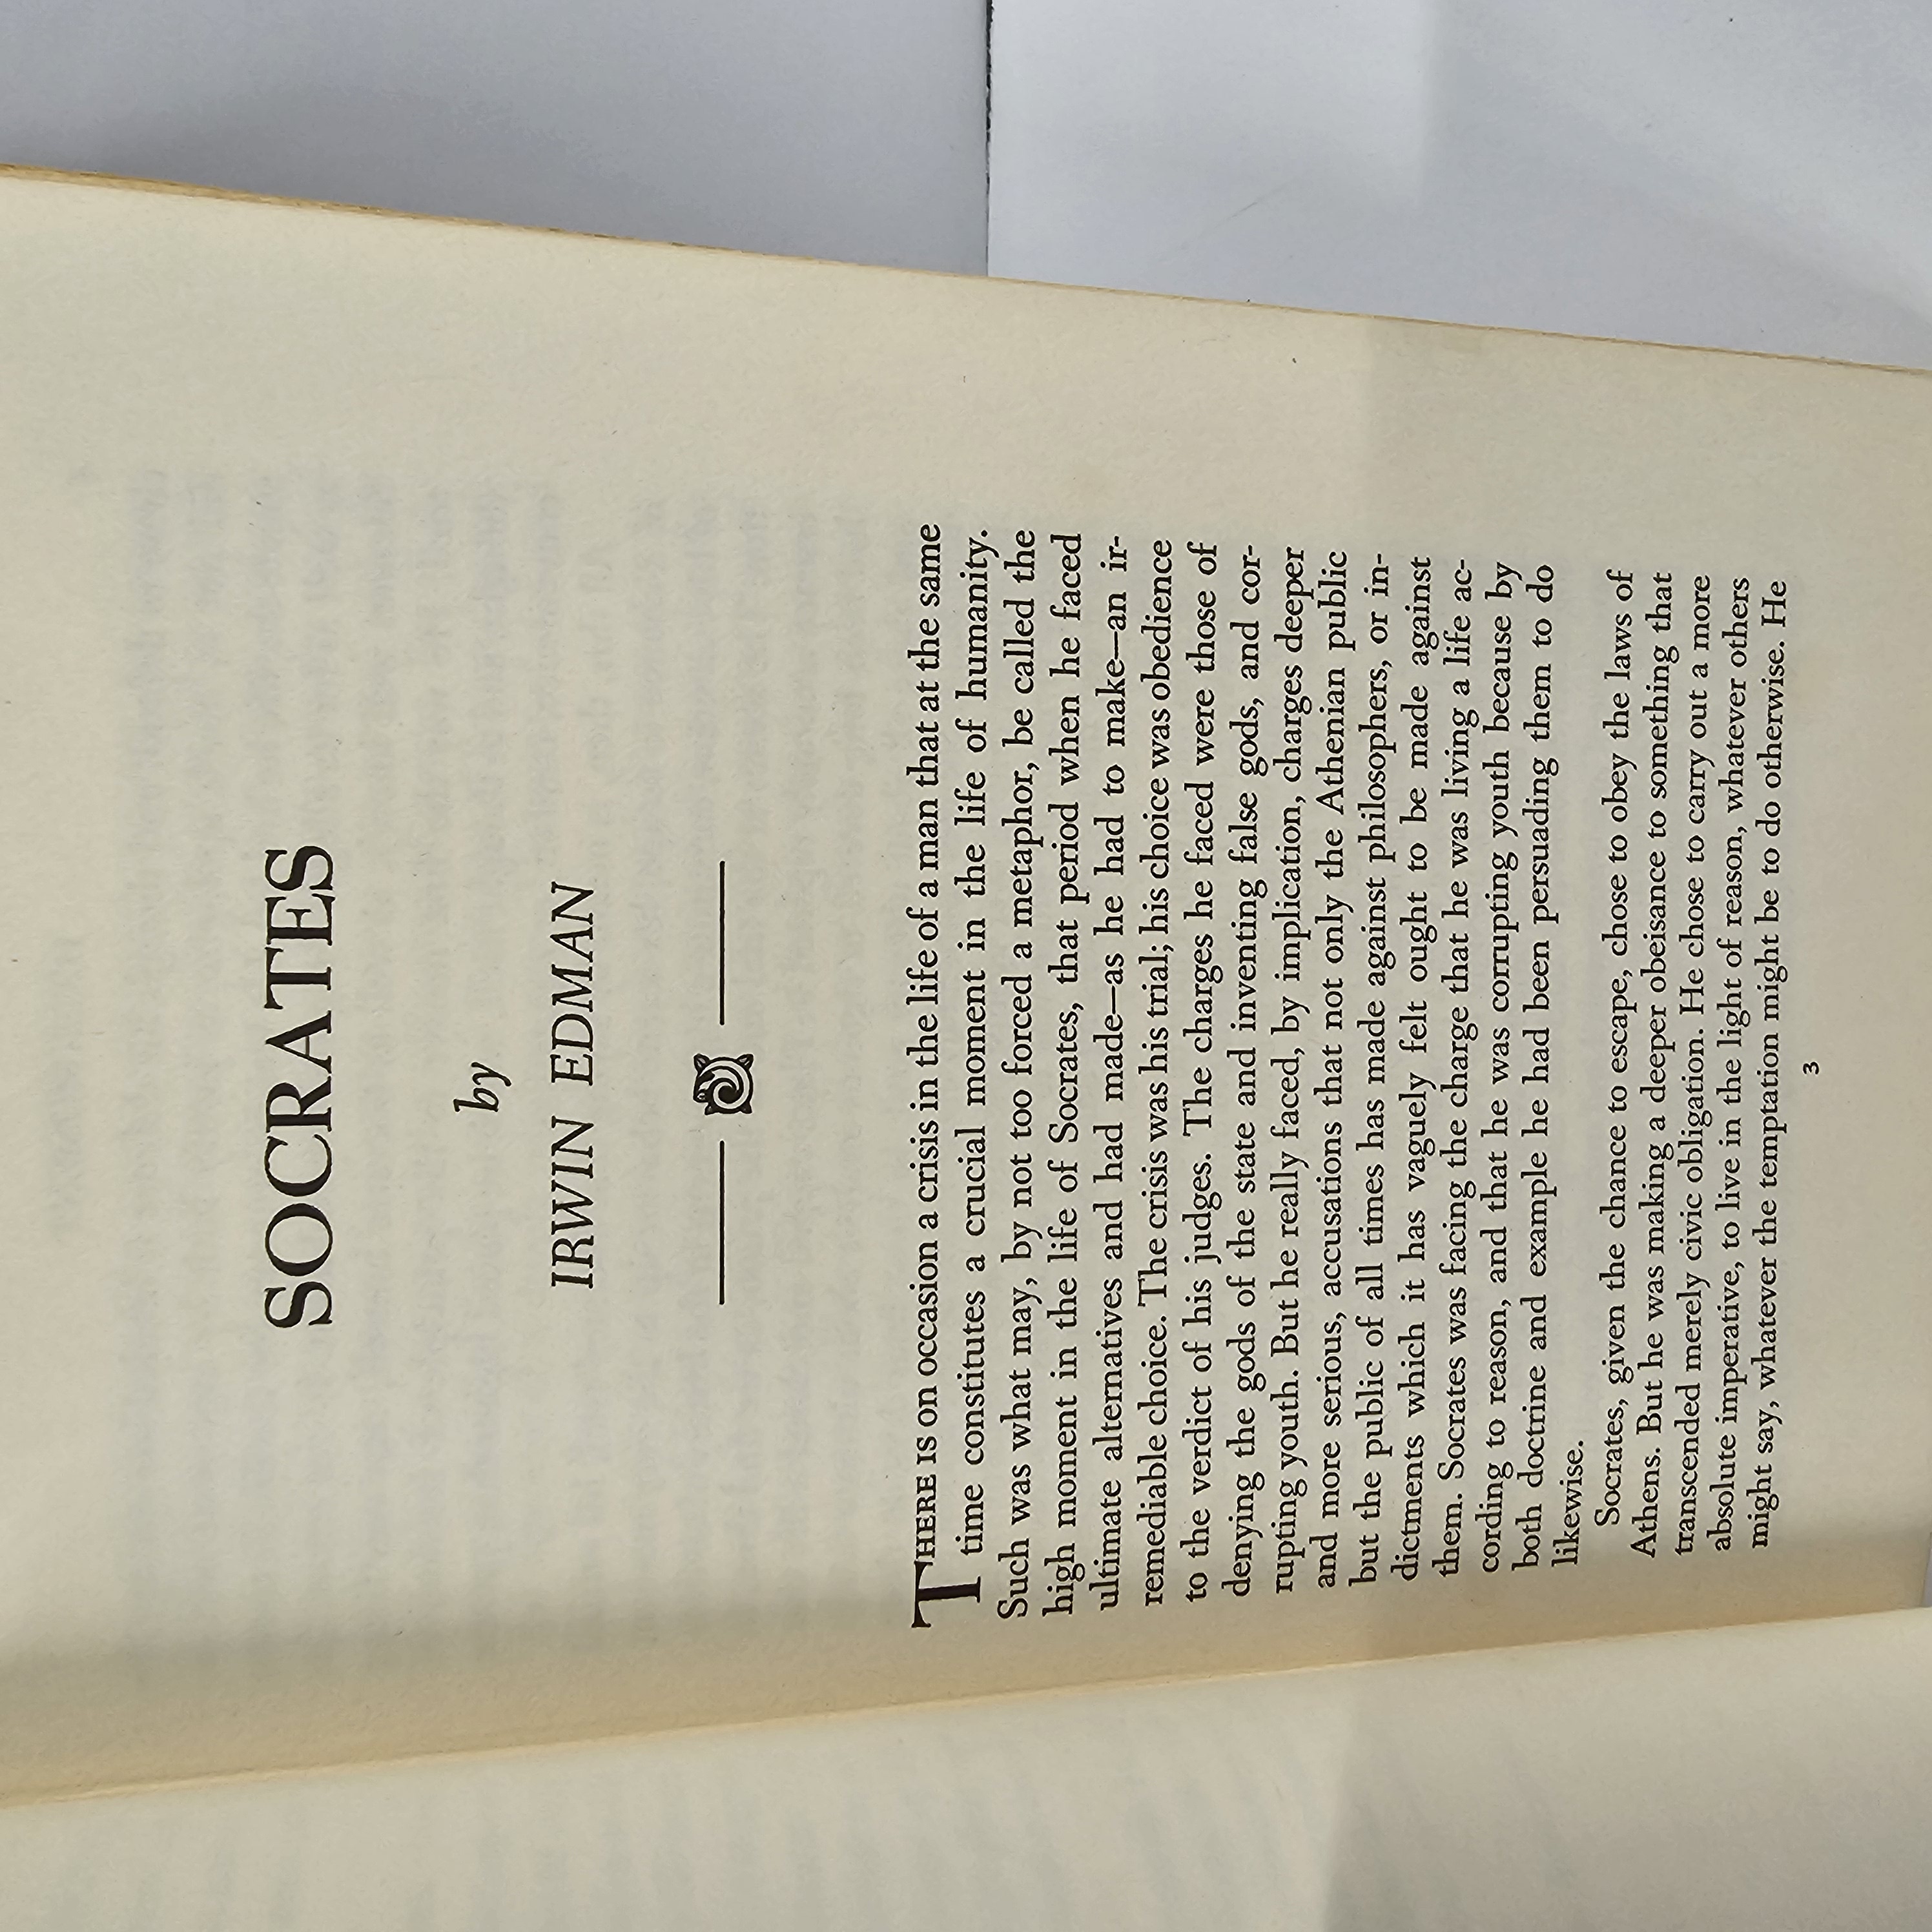 SOCRATES
by
IRWIN EDMAN
THERE IS on occasion a crisis in the life of a man that at the same
time constitutes a crucial moment in the life of humanity.
Such was what may, by not too forced a metaphor, be called the
high moment in the life of Socrates, that period when he faced
ultimate alternatives and had made—as he had to make—an ir-
remediable choice. The crisis was his trial; his choice was obedience
to the verdict of his judges. The charges he faced were those of
denying the gods of the state and inventing false gods, and cor-
rupting youth. But he really faced, by implication, charges deeper
and more serious, accusations that not only the Athenian public
but the public of all times has made against philosophers, or in-
dictments which it has vaguely felt ought to be made against
them. Socrates was facing the charge that he was living a life ac-
cording to reason, and that he was corrupting youth because by
both doctrine and example he had been persuading them to do
likewise.
Socrates, given the chance to escape, chose to obey the laws of
Athens. But he was making a deeper obeisance to something that
transcended merely civic obligation. He chose to carry out a more
absolute imperative, to live in the light of reason, whatever others
might say, whatever the temptation might be to do otherwise. He
3